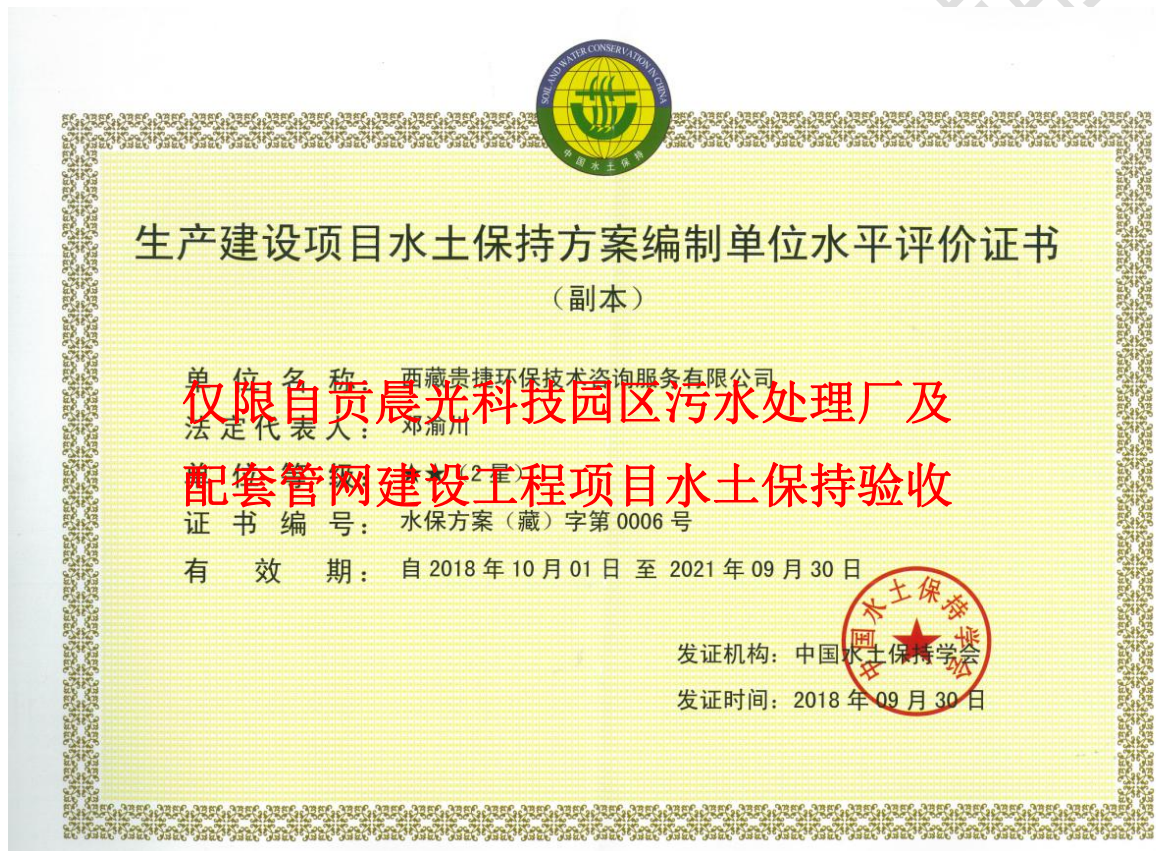 SOIL AND WATER CONSERVATION IN CHINA
中国水土保持
生产建设项目水土保持方案编制单位水平评价证书
（副本）
单位名称：西藏贵捷环保技术咨询服务有限公司
仅限自贡晨光科技园区污水处理厂及
法定代表人：邓渝川
单位等级：★★（2星）
配套管网建设工程项目水土保持验收
证书编号：水保方案（藏）字第0006号
有效期：自2018年10月01日 至 2021年09月30日
中国水土保持学会
发证机构：中国水土保持学会
发证时间：2018年09月30日